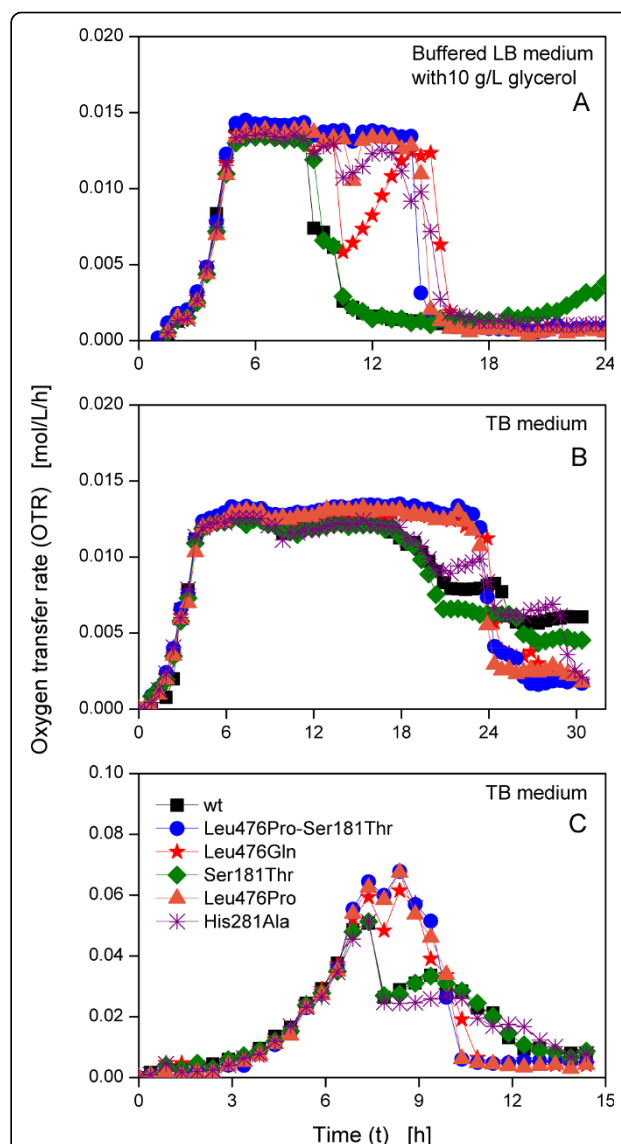 0.020
Buffered LB medium
with10 g/L glycerol
A
0.015
0.010
0.005
0.000
0 6 12 18 24
0.020
TB medium
B
0.015
0.010
0.005
0.000
0 6 12 18 24 30
Oxygen transfer rate (OTR) [mol/L/h]
0.10
TB medium
C
0.08
0.06
0.04
0.02
0.00
wt
Leu476Pro-Ser181Thr
Leu476Gln
Ser181Thr
Leu476Pro
His281Ala
0 3 6 9 12 15
Time (t) [h]